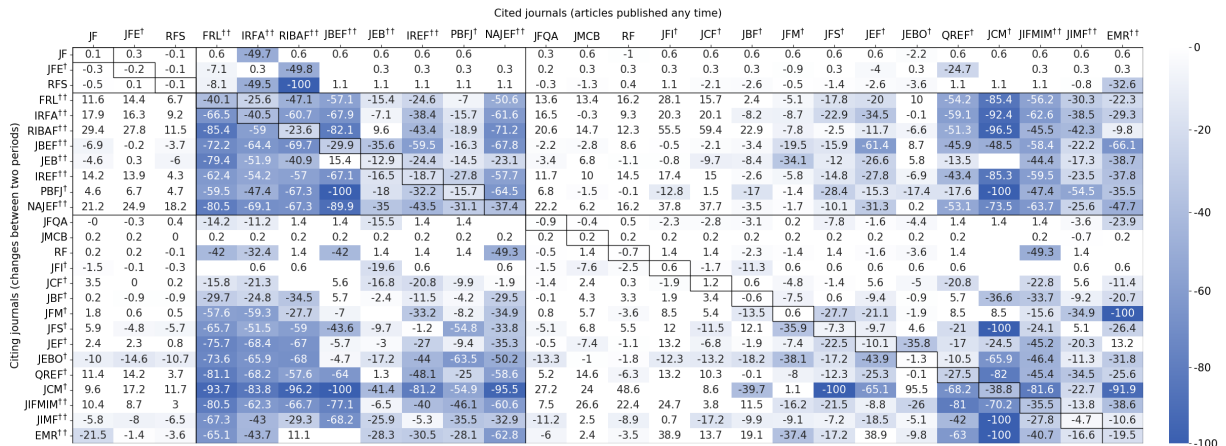 Cited journals (articles published any time)
JF JFE† RFS FRL†† IRFA†† RIBAF†† JBEF†† JEB†† IREF†† PBFJ†† NAJEF†† JFQA JMCB RF JFI† JCF† JBF† JFM† JFS† JEF† JEBO† QREF† JCM† JIFMIM†† JIMF†† EMR††
Citing journals (changes between two periods)
JF 0.1 0.3 -0.1 0.6 -49.7 0.6 0.6 0.6 0.3 0.6 -1 0.6 0.6 0.6 0.6 0.6 0.6 -2.2 0.6 0.6 0.6 0.6
JFE† -0.3 -0.2 -0.1 -7.1 0.3 -49.8 0.3 0.3 0.3 0.2 0.3 0.3 0.3 0.3 0.3 -0.9 0.3 -4 0.3 -24.7 0.3 0.3
RFS -0.5 0.1 -0.1 -8.1 -49.5 -100 1.1 1.1 1.1 1.1 -0.3 -1.3 0.4 1.1 -2.1 -2.6 -0.5 -1.4 -2.6 -3.6 1.1 1.1 -0.8 -32.6
FRL†† 11.6 14.4 6.7 -40.1 -25.6 -47.1 -57.1 -15.4 -24.6 -7 -50.6 13.6 13.4 16.2 28.1 15.7 2.4 -5.1 -17.8 -20 10 -54.2 -85.4 -56.2 -30.3 -22.3
IRFA†† 17.9 16.3 9.2 -66.5 -40.5 -60.7 -67.9 -7.1 -38.4 -15.7 -61.6 16.5 -0.3 9.3 20.3 20.1 -8.2 -8.7 -22.9 -34.5 -0.1 -59.1 -92.4 -62.6 -38.5 -29.3
RIBAF†† 29.4 27.8 11.5 -85.4 -59 -23.6 -82.1 9.6 -43.4 -18.9 -71.2 20.6 14.7 12.3 55.5 59.4 22.9 -7.8 -2.5 -11.7 -6.6 -51.3 -96.5 -45.5 -42.3 -9.8
JBEF†† -6.9 -0.2 -3.7 -72.2 -64.4 -69.7 -29.9 -35.6 -59.5 -16.3 -67.8 -2.2 -2.8 8.6 -0.5 -3.1 -0.4 -19.5 -15.9 -61.4 8.7 -45.9 -48.5 -58.4 -22.2 -66.1
JEB†† -4.6 0.3 -6 -79.4 -51.9 -40.9 15.4 -12.9 -24.4 -14.5 -23.1 -3.4 6.8 -1.1 -0.8 -9.7 -8.4 -34.1 -12 -26.6 5.8 -13.5 -44.4 -17.3 -38.7
IREF†† 14.2 13.9 4.3 -62.4 -54.2 -57 -67.1 -16.5 -18.7 -27.8 -57.7 11.7 10 14.5 17.4 15 -2.6 -5.8 -14.8 -27.8 -6.9 -43.4 -85.3 -59.5 -23.4 -38.1
PBFJ†† 4.6 6.7 4.7 -59.5 -47.4 -67.3 -100 -18 -32.2 -15.7 -64.5 6.8 -1.5 -0.1 -12.8 -1.5 17 -1.4 -28.4 -15.3 -17.4 -17.6 -100 -47.4 -54.5 -35.5
NAJEF†† 21.2 24.9 18.2 -80.5 -69.1 -67.3 -89.9 -35 -43.5 -31.1 -37.4 22.2 6.2 16.2 37.8 37.7 3.5 -1.7 -10.1 -31.3 0.2 -53.1 -73.5 -63.7 -25.6 -47.7
JFQA -0 -0.3 0.4 -14.2 -11.2 1.4 1.4 -15.5 1.4 1.4 -0.9 -0.4 0.5 -2.3 -2.8 -3.1 0.2 -7.8 -1.6 -4.4 1.4 1.4 1.4 -3.6 -23.9
JMCB 0.2 0.2 0 0.2 0.2 0.2 0.2 0.2 0.2 0.2 0.2 0.2 0.2 0.2 0.2 0.2 0.2 0.2 0.2 0.2 0.2 0.2 0.2 -0.7 0.2
RF 0.2 0.2 -0.1 -42 -32.4 1.4 -42 1.4 1.4 1.4 -49.3 -0.5 1.4 -0.7 1.4 -0.6 1.4 1.4 1.4 1.4 -3.6 1.4 -49.3 1.4
JFI† -1.5 -0.1 -0.3 0.6 0.6 -19.6 0.6 0.6 -1.5 -7.6 -2.5 0.6 -1.7 -11.3 0.6 0.6 0.6 0.6 0.6 0.6 0.6
JCF† 3.5 0 0.2 -15.8 -21.3 5.6 -16.8 -20.8 -9.9 -1.9 1.4 2.4 0.3 -1.9 1.2 0.6 -4.8 -1.9 -1.4 5.6 -20.8 -22.8 5.6 -11.4
JBF† 0.2 -0.9 -0.9 -29.7 -24.8 -34.5 5.7 -2.4 -11.5 -4.2 -29.5 -0.1 4.3 3.3 1.9 3.4 -0.6 -7.5 -0.6 -9.4 -0.9 5.7 -36.6 -33.5 -9.2 -20.7
JFM† 1.8 0.6 0.5 -57.6 -59.3 -27.7 -7 -33.2 -8.2 -34.9 0.8 5.7 -3.6 8.5 5.4 -13.5 0.6 -27.7 -21.1 -1.9 8.5 8.5 -15.6 -34.9 -100
JFS† 5.9 -4.8 -5.7 -65.7 -51.5 -59 -43.6 -9.7 -1.2 -54.8 -33.8 -5.1 6.8 5.5 12 -11.5 12.1 -35.9 -7.3 -9.7 4.6 -21 -100 -24.1 5.1 -26.4
JEF† 2.4 2.3 0.8 -75.7 -68.4 -67 -5.7 -3 -27 -9.4 -35.3 -0.5 -7.4 -1.1 13.2 -6.8 -1.9 -7.4 -22.5 -10.1 -35.8 -17 -24.5 -45.2 -29.1 13.2
JEBO† -10 -14.6 -10.7 -73.6 -65.9 -68 -4.7 -17.2 -44 -63.5 -50.2 -13.3 -1 -1.8 -12.3 -13.2 -18.2 -38.1 -17.2 -43.9 -1.3 -10.5 -65.9 -46.4 -11.3 -31.8
QREF† 11.4 14.2 3.7 -81.1 -68.2 -57.6 -64 1.3 -48.1 -25 -58.6 5.2 14.6 -6.3 13.2 10.3 -0.1 -8 -5.8 -25.3 -0.1 -27.5 -82 -45.4 -34.5 -25.6
JCM† 9.6 17.2 11.7 -93.7 -83.8 -96.2 -100 -41.4 -81.2 -54.9 -95.5 27.2 24 48.6 8.6 -39.7 1.1 -100 -65.1 95.5 -68.2 -38.8 -81.6 -22.7 -91.9
JIFMIM†† 10.4 8.7 3 -80.5 -62.3 -66.7 -77.1 -6.5 -40 -46.1 -60.6 7.5 26.6 22.4 24.7 3.8 11.5 -16.2 -21.5 -8.8 -26 -81 -70.2 -35.5 -13.8 -38.6
JIMF†† -5.8 -8 -6.5 -67.3 -43 -29.3 -68.2 -25.9 -5.3 -35.5 -32.9 -11.2 2.5 -8.9 0.7 -17.2 -9.9 -9.1 -7.2 -18.5 -7.2 -42 -100 -27.5 -4.7 -10.6
EMR†† -21.5 -1.4 -3.6 -65.1 -43.7 11.1 -28.3 -30.5 -28.1 -62.8 -6 2.4 -3.5 38.9 13.7 19.1 -37.4 -17.2 38.9 -9.8 -63 -100 -40.7 -16.6 -19.5
0
-20
-40
-60
-80
-100